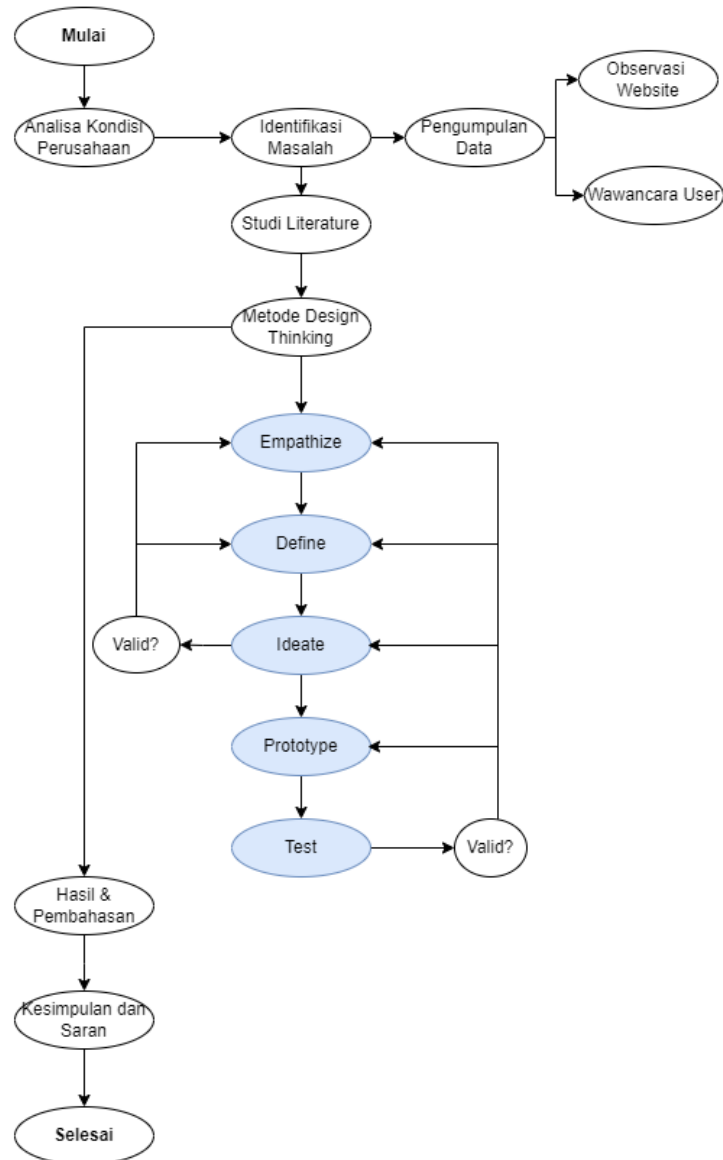 Mulai
Analisa Kondisi
Perusahaan
Identifikasi
Masalah
Pengumpulan
Data
Observasi
Website
Wawancara User
Studi Literature
Metode Design
Thinking
Empathize
Define
Ideate
Valid?
Prototype
Test
Valid?
Hasil &
Pembahasan
Kesimpulan dan
Saran
Selesai